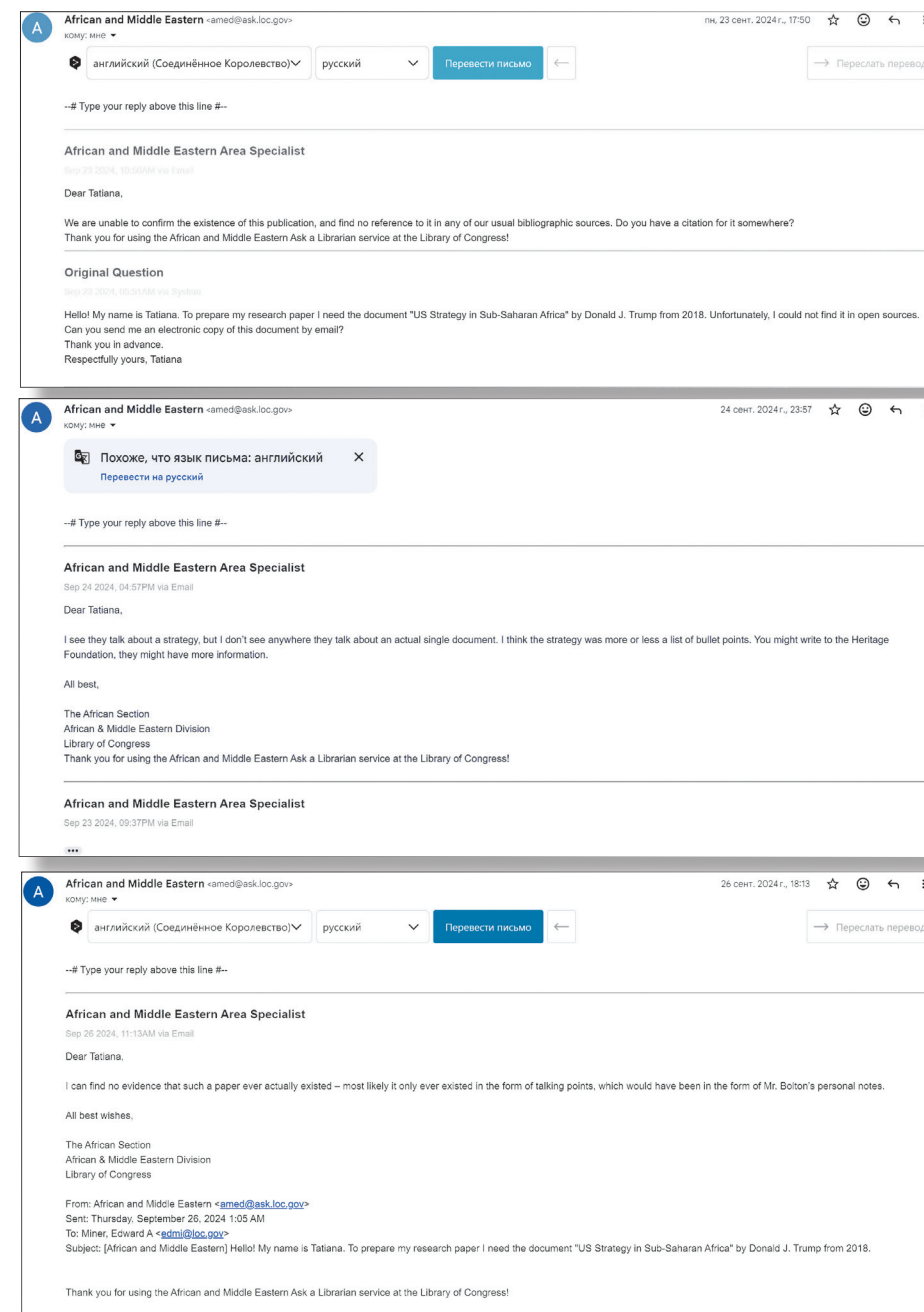 A
African and Middle Eastern <amed@ask.loc.gov>
пн, 23 сент. 2024 г., 17:50
кому: мне
английский (Соединённое Королевство)
русский
Перевести письмо
Переслать перевод
--# Type your reply above this line #--
African and Middle Eastern Area Specialist
Sep 23 2024, 10:50AM via Email
Dear Tatiana,
We are unable to confirm the existence of this publication, and find no reference to it in any of our usual bibliographic sources. Do you have a citation for it somewhere?
Thank you for using the African and Middle Eastern Ask a Librarian service at the Library of Congress!
Original Question
Sep 23 2024, via System
Hello! My name is Tatiana. To prepare my research paper I need the document "US Strategy in Sub-Saharan Africa" by Donald J. Trump from 2018. Unfortunately, I could not find it in open sources.
Can you send me an electronic copy of this document by email?
Thank you in advance.
Respectfully yours, Tatiana
A
African and Middle Eastern <amed@ask.loc.gov>
24 сент. 2024 г., 23:57
кому: мне
Похоже, что язык письма: английский
Перевести на русский
--# Type your reply above this line #--
African and Middle Eastern Area Specialist
Sep 24 2024, 04:57PM via Email
Dear Tatiana,
I see they talk about a strategy, but I don't see anywhere they talk about an actual single document. I think the strategy was more or less a list of bullet points. You might write to the Heritage
Foundation, they might have more information.
All best,
The African Section
African & Middle Eastern Division
Library of Congress
Thank you for using the African and Middle Eastern Ask a Librarian service at the Library of Congress!
African and Middle Eastern Area Specialist
Sep 23 2024, 09:37PM via Email
A
African and Middle Eastern <amed@ask.loc.gov>
26 сент. 2024 г., 18:13
кому: мне
английский (Соединённое Королевство)
русский
Перевести письмо
Переслать перевод
--# Type your reply above this line #--
African and Middle Eastern Area Specialist
Sep 26 2024, 11:13AM via Email
Dear Tatiana,
I can find no evidence that such a paper ever actually existed – most likely it only ever existed in the form of talking points, which would have been in the form of Mr. Bolton's personal notes.
All best wishes,
The African Section
African & Middle Eastern Division
Library of Congress
From: African and Middle Eastern <amed@ask.loc.gov>
Sent: Thursday, September 26, 2024 1:05 AM
To: Miner, Edward A <edmi@loc.gov>
Subject: [African and Middle Eastern] Hello! My name is Tatiana. To prepare my research paper I need the document "US Strategy in Sub-Saharan Africa" by Donald J. Trump from 2018.
Thank you for using the African and Middle Eastern Ask a Librarian service at the Library of Congress!